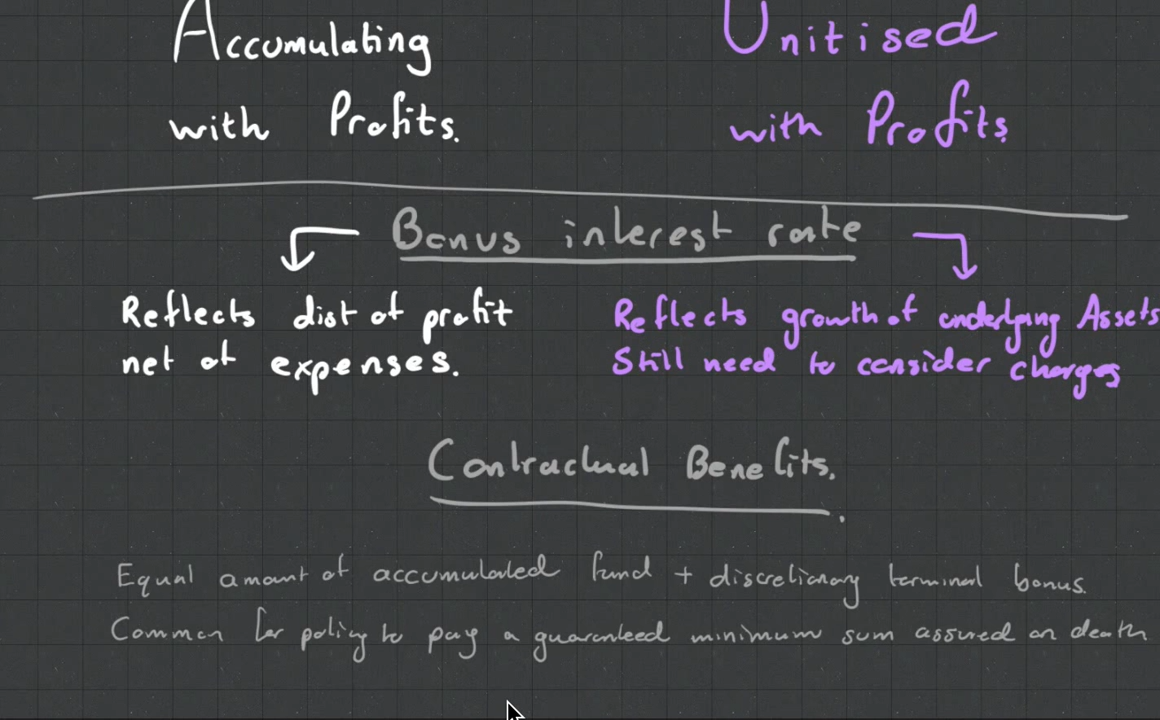 Accumulating
with Profits.
Unitised
with Profits
Bonus interest rate
Reflects dist of profit
net of expenses.
Reflects growth of underlying Assets
Still need to consider charges
Contractual Benefits.
Equal amount of accumulated fund + discretionary terminal bonus.
Common for policy to pay a guaranteed minimum sum assured on death